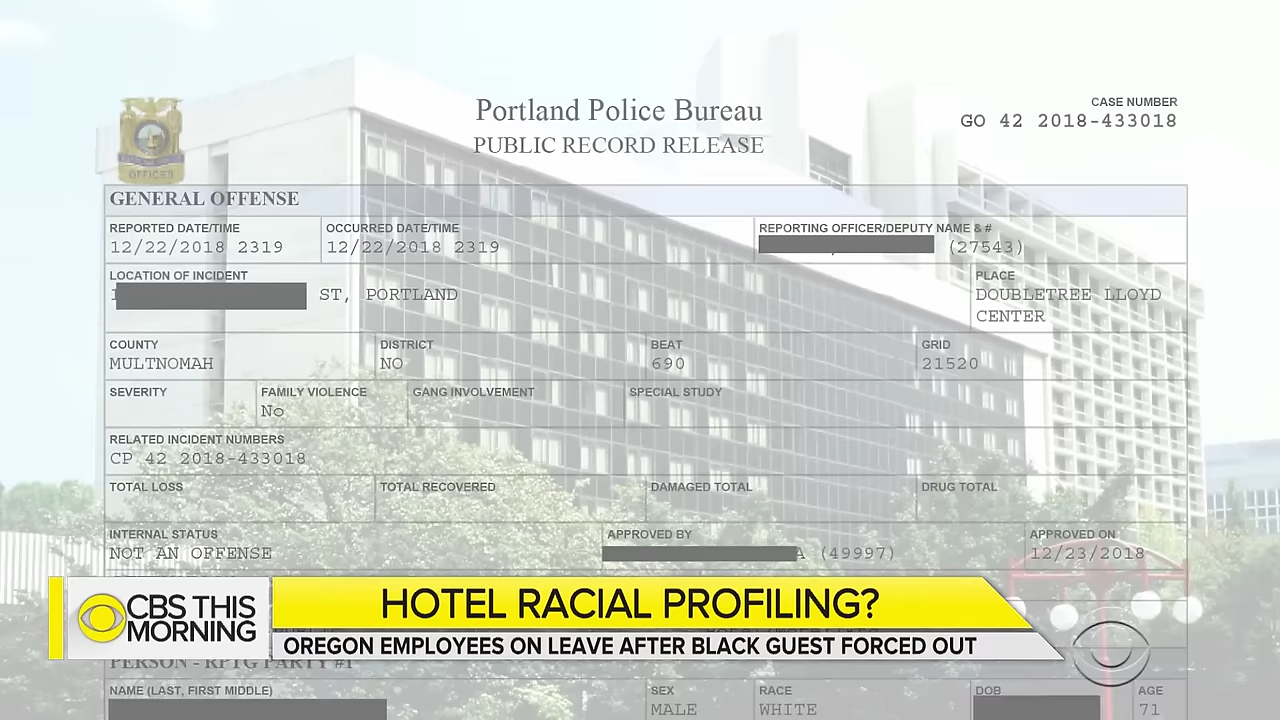 Portland Police Bureau
PUBLIC RECORD RELEASE
CASE NUMBER
GO 42 2018-433018
OFFICER
GENERAL OFFENSE
REPORTED DATE/TIME
12/22/2018 2319
OCCURRED DATE/TIME
12/22/2018 2319
REPORTING OFFICER/DEPUTY NAME & #
(27543)
LOCATION OF INCIDENT
ST, PORTLAND
PLACE
DOUBLETREE LLOYD
CENTER
COUNTY
MULTNOMAH
DISTRICT
NO
BEAT
690
GRID
21520
SEVERITY
FAMILY VIOLENCE
No
GANG INVOLVEMENT
SPECIAL STUDY
RELATED INCIDENT NUMBERS
CP 42 2018-433018
TOTAL LOSS
TOTAL RECOVERED
DAMAGED TOTAL
DRUG TOTAL
INTERNAL STATUS
NOT AN OFFENSE
APPROVED BY
A (49997)
APPROVED ON
12/23/2018
CBS THIS
MORNING
HOTEL RACIAL PROFILING?
OREGON EMPLOYEES ON LEAVE AFTER BLACK GUEST FORCED OUT
PERSON - RPTG PARTY #1
NAME (LAST, FIRST MIDDLE)
SEX
MALE
RACE
WHITE
DOB
AGE
71